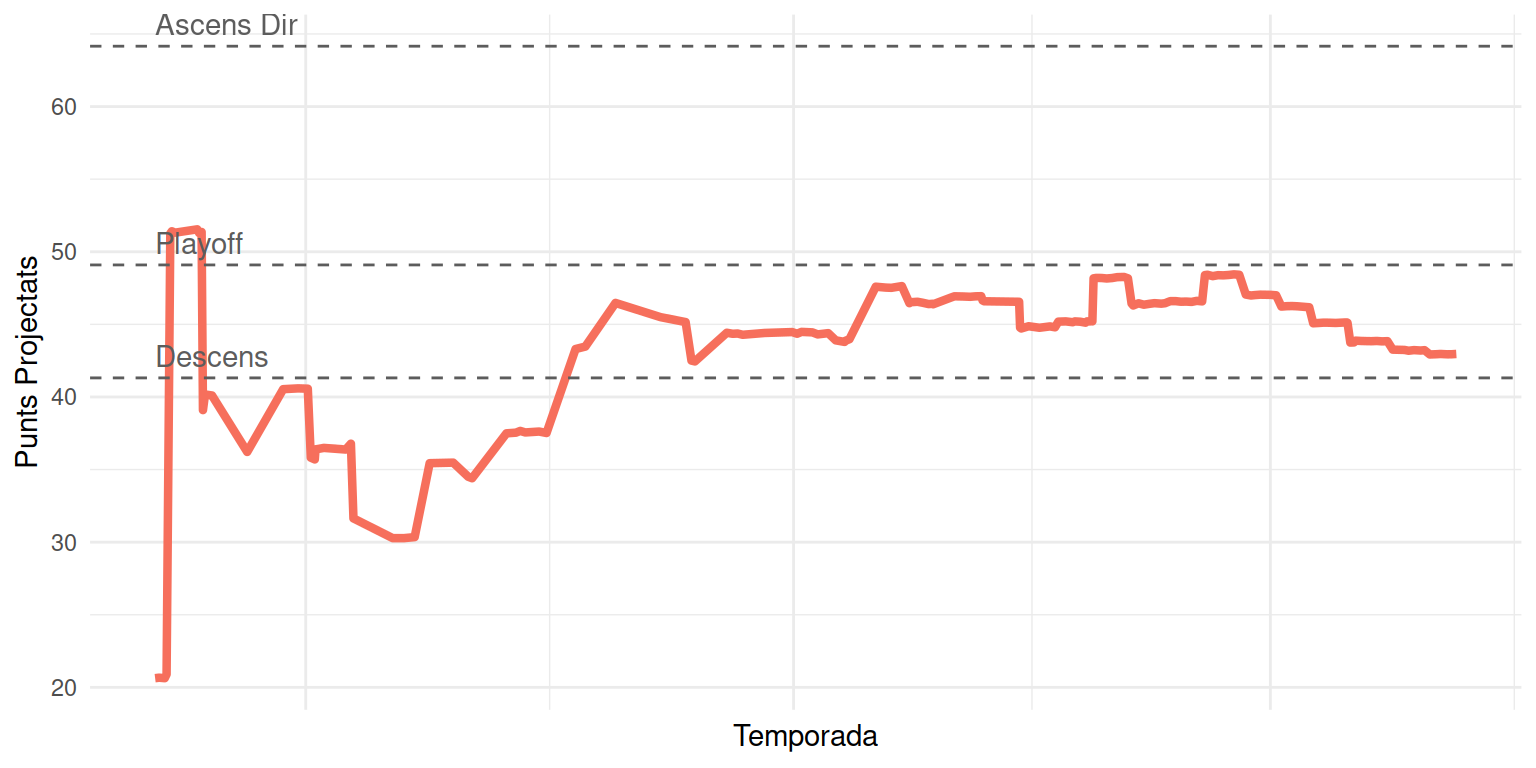 Ascens Dir
60
Playoff
50
Descens
40
30
20
Punts Projectats
Temporada